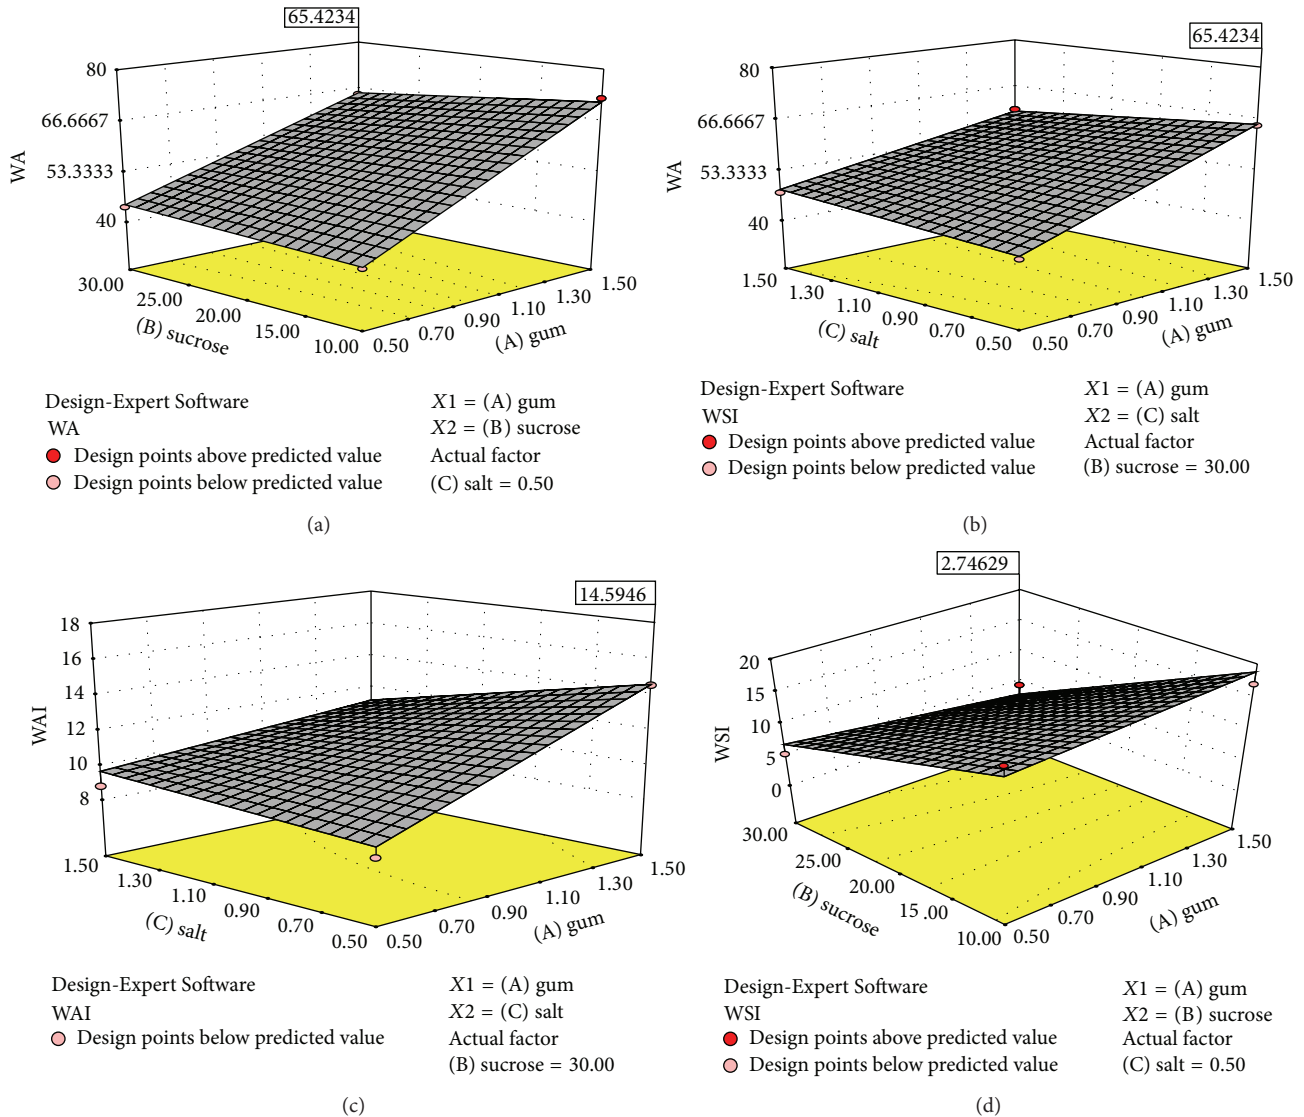 65.4234
80
66.6667
53.3333
40
WA
30.00
25.00
20.00
15.00
10.00
(B) sucrose
0.50
0.70
0.90
1.10
1.30
1.50
(A) gum
Design-Expert Software
WA
Design points above predicted value
Design points below predicted value
X1 = (A) gum
X2 = (B) sucrose
Actual factor
(C) salt = 0.50
(a)
65.4234
80
66.6667
53.3333
40
WA
1.50
1.30
1.10
0.90
0.70
0.50
(C) salt
0.50
0.70
0.90
1.10
1.30
1.50
(A) gum
Design-Expert Software
WSI
Design points above predicted value
Design points below predicted value
X1 = (A) gum
X2 = (C) salt
Actual factor
(B) sucrose = 30.00
(b)
14.5946
18
16
14
12
10
8
WAI
1.50
1.30
1.10
0.90
0.70
0.50
(C) salt
0.50
0.70
0.90
1.10
1.30
1.50
(A) gum
Design-Expert Software
WAI
Design points below predicted value
X1 = (A) gum
X2 = (C) salt
Actual factor
(B) sucrose = 30.00
(c)
2.74629
20
15
10
5
0
WSI
30.00
25.00
20.00
15 .00
10.00
(B) sucrose
0.50
0.70
0.90
1.10
1.30
1.50
(A) gum
Design-Expert Software
WSI
Design points above predicted value
Design points below predicted value
X1 = (A) gum
X2 = (B) sucrose
Actual factor
(C) salt = 0.50
(d)